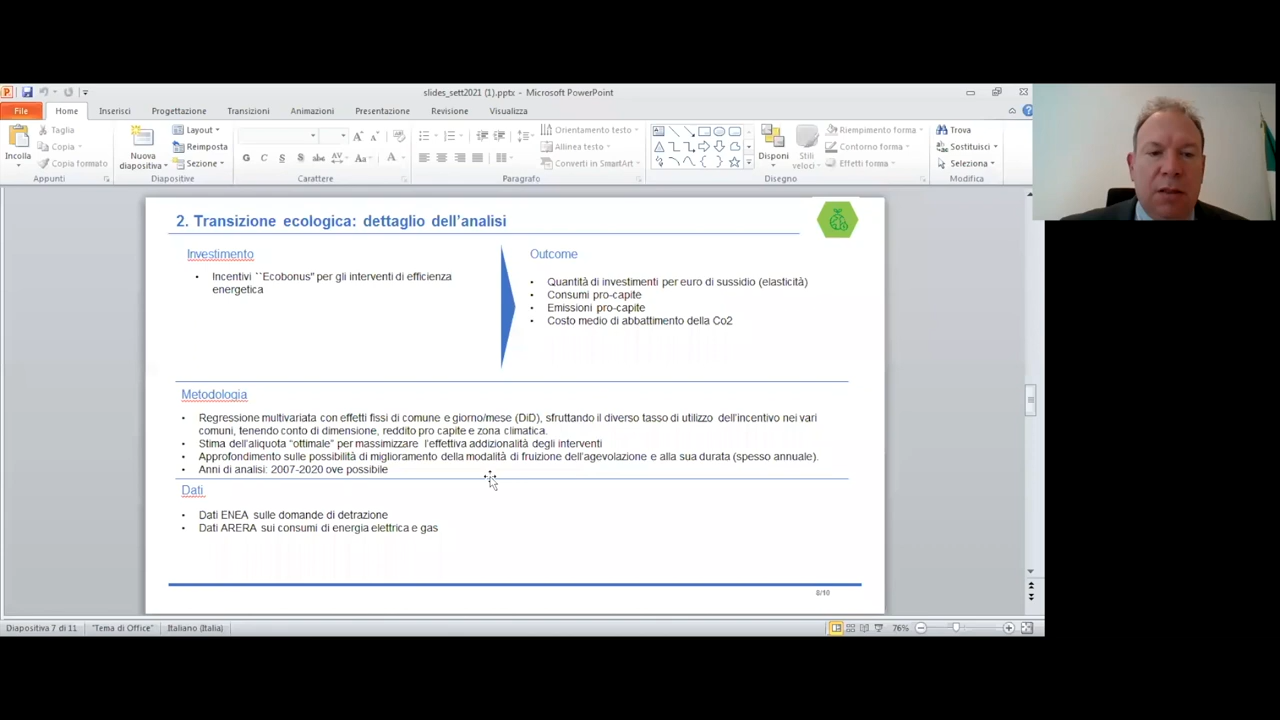 slides_sett2021 (1).pptx - Microsoft PowerPoint
File Home Inserisci Progettazione Transizioni Animazioni Presentazione Revisione Visualizza
Incolla
Taglia
Copia
Copia formato
Appunti
Nuova
diapositiva
Layout
Reimposta
Sezione
Diapositive
G C S S abc AV Aa A
Carattere
Orientamento testo
Allinea testo
Converti in SmartArt
Paragrafo
Disponi
Stili
veloci
Riempimento forma
Contorno forma
Effetti forma
Disegno
Trova
Sostituisci
Seleziona
Modifica
2. Transizione ecologica: dettaglio dell'analisi
Investimento
• Incentivi ``Ecobonus" per gli interventi di efficienza
energetica
Outcome
• Quantità di investimenti per euro di sussidio (elasticità)
• Consumi pro-capite
• Emissioni pro-capite
• Costo medio di abbattimento della Co2
Metodologia
• Regressione multivariata con effetti fissi di comune e giorno/mese (DiD), sfruttando il diverso tasso di utilizzo dell'incentivo nei vari
comuni, tenendo conto di dimensione, reddito pro capite e zona climatica.
• Stima dell'aliquota "ottimale" per massimizzare l'effettiva addizionalità degli interventi
• Approfondimento sulle possibilità di miglioramento della modalità di fruizione dell'agevolazione e alla sua durata (spesso annuale).
• Anni di analisi: 2007-2020 ove possibile
Dati
• Dati ENEA sulle domande di detrazione
• Dati ARERA sui consumi di energia elettrica e gas
8/10
Diapositiva 7 di 11 "Tema di Office" Italiano (Italia) 76%